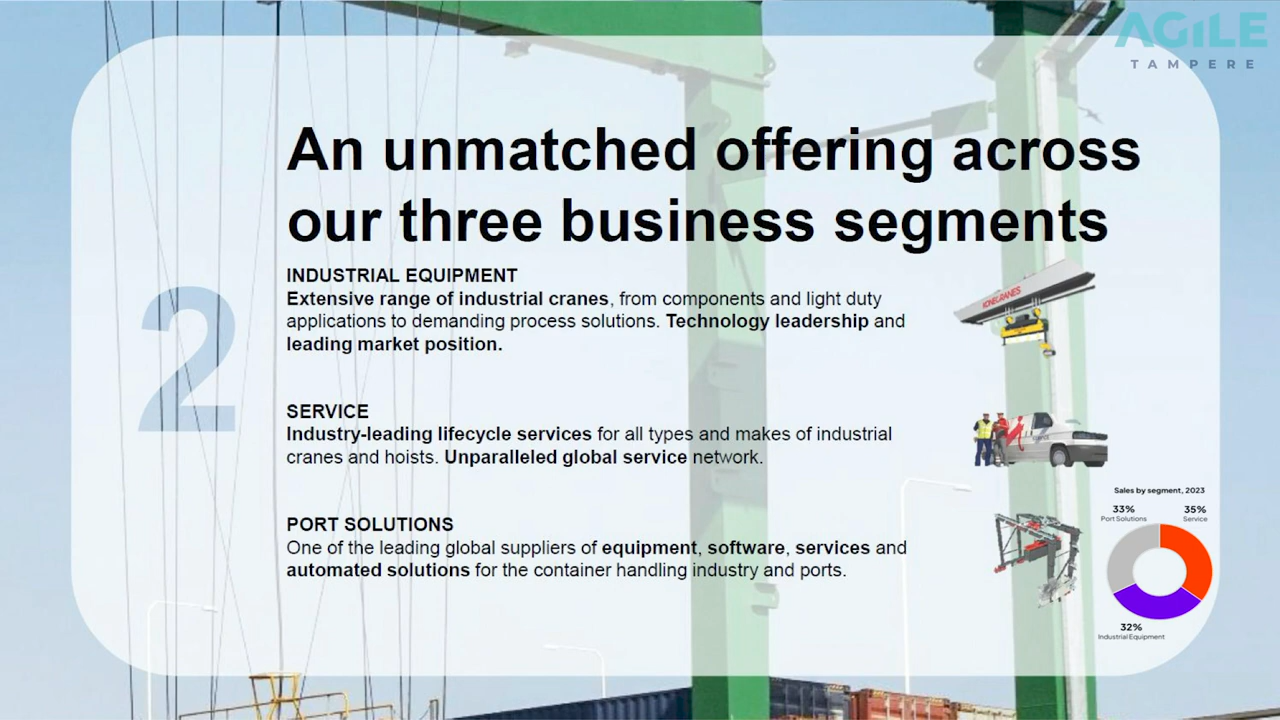 AGILE
TAMPERE
An unmatched offering across
our three business segments
2
INDUSTRIAL EQUIPMENT
Extensive range of industrial cranes, from components and light duty
applications to demanding process solutions. Technology leadership and
leading market position.
KONECRANES
SERVICE
Industry-leading lifecycle services for all types and makes of industrial
cranes and hoists. Unparalleled global service network.
PORT SOLUTIONS
One of the leading global suppliers of equipment, software, services and
automated solutions for the container handling industry and ports.
Sales by segment, 2023
33%
Port Solutions
35%
Service
32%
Industrial Equipment